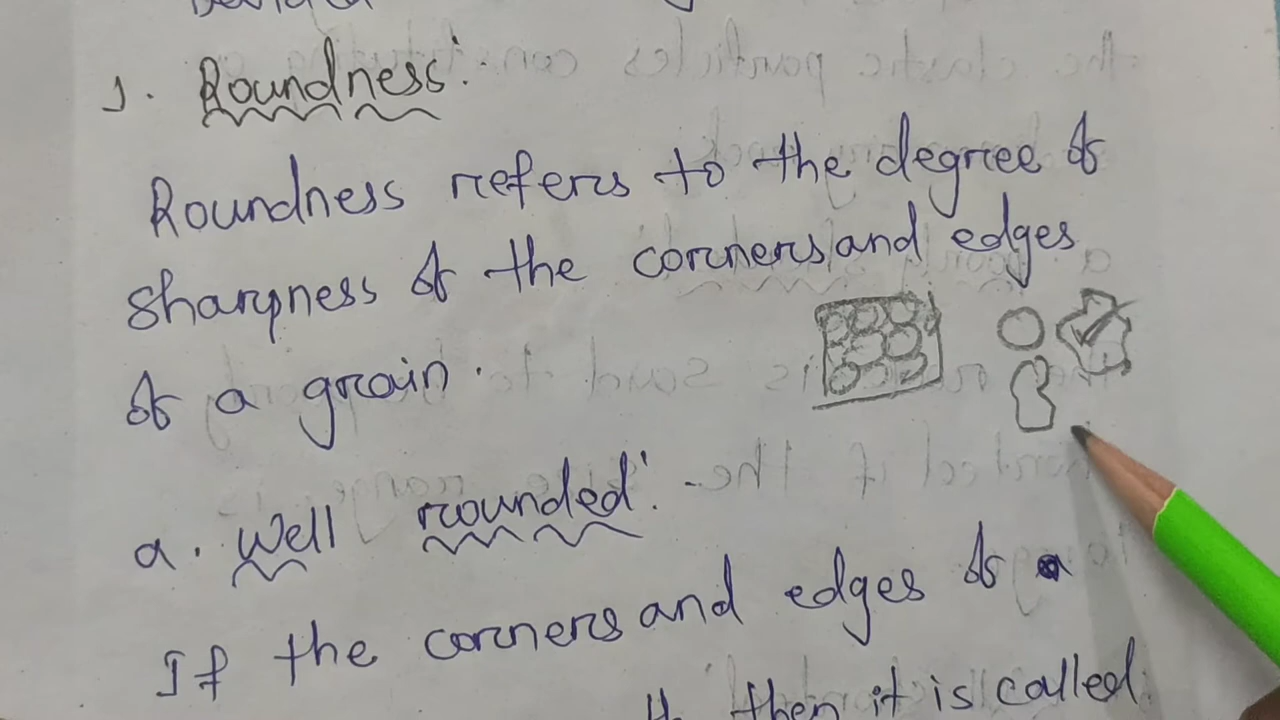 1. Roundness:
Roundness refers to the degree of
sharpness of the corners and edges
of a grain.
a. Well rounded:-
If the corners and edges of a
then it is called